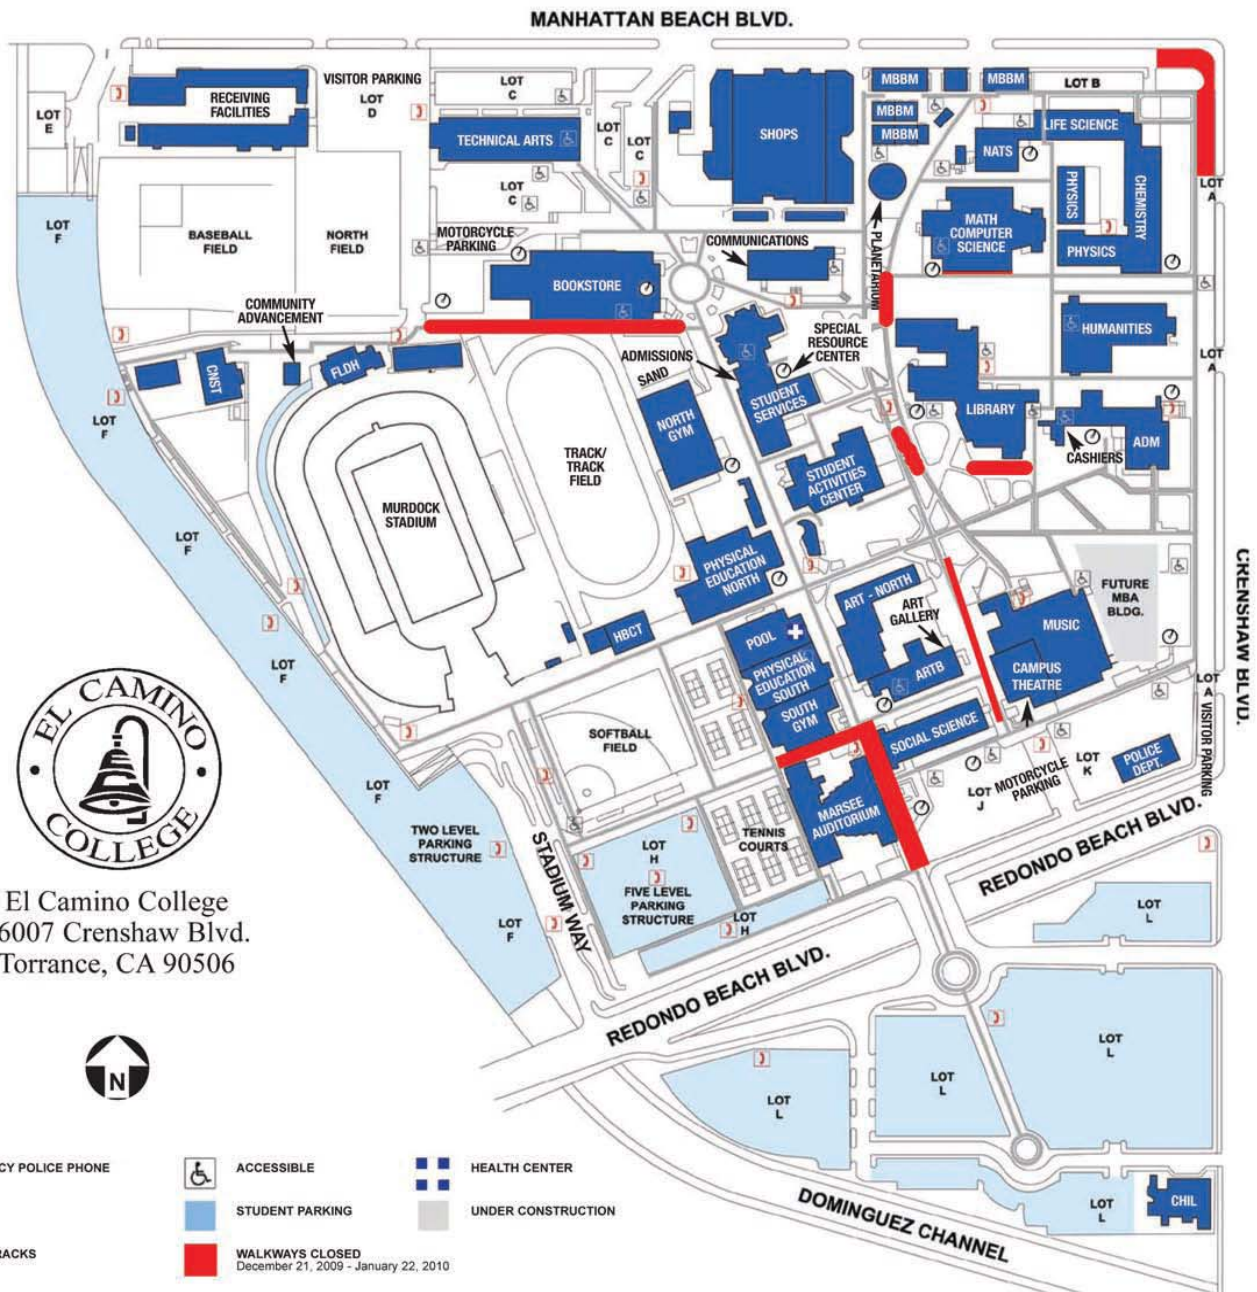 MANHATTAN BEACH BLVD.
LOT
E
RECEIVING
FACILITIES
VISITOR PARKING
LOT
D
LOT
C
TECHNICAL ARTS
LOT
C
LOT
C
LOT
C
SHOPS
MBBM
MBBM
LOT B
MBBM
MBBM
LIFE SCIENCE
NATS
PHYSICS
CHEMISTRY
PHYSICS
LOT
A
MATH
COMPUTER
SCIENCE
PLANETARIUM
LOT
F
BASEBALL
FIELD
NORTH
FIELD
MOTORCYCLE
PARKING
COMMUNICATIONS
BOOKSTORE
COMMUNITY
ADVANCEMENT
SPECIAL
RESOURCE
CENTER
HUMANITIES
LOT
A
ADMISSIONS
CNST
FLDH
SAND
STUDENT
SERVICES
NORTH
GYM
LIBRARY
ADM
CASHIERS
LOT
F
TRACK/
TRACK
FIELD
STUDENT
ACTIVITIES
CENTER
MURDOCK
STADIUM
LOT
F
CRENSHAW BLVD.
PHYSICAL
EDUCATION
NORTH
ART - NORTH
ART
GALLERY
FUTURE
MBA
BLDG.
MUSIC
HBCT
POOL
PHYSICAL
EDUCATION
SOUTH
ARTB
CAMPUS
THEATRE
LOT
F
LOT
A VISITOR PARKING
SOUTH
GYM
SOCIAL SCIENCE
SOFTBALL
FIELD
EL CAMINO
COLLEGE
LOT
F
MOTORCYCLE
PARKING
LOT
J
LOT
K
POLICE
DEPT.
MARSEE
AUDITORIUM
TENNIS
COURTS
TWO LEVEL
PARKING
STRUCTURE
STADIUM WAY
LOT
H
FIVE LEVEL
PARKING
STRUCTURE
REDONDO BEACH BLVD.
El Camino College
6007 Crenshaw Blvd.
Torrance, CA 90506
LOT
F
LOT
H
LOT
L
REDONDO BEACH BLVD.
N
LOT
L
LOT
L
LOT
L
CY POLICE PHONE
ACCESSIBLE
HEALTH CENTER
DOMINGUEZ CHANNEL
LOT
L
CHIL
STUDENT PARKING
UNDER CONSTRUCTION
RACKS
WALKWAYS CLOSED
December 21, 2009 - January 22, 2010